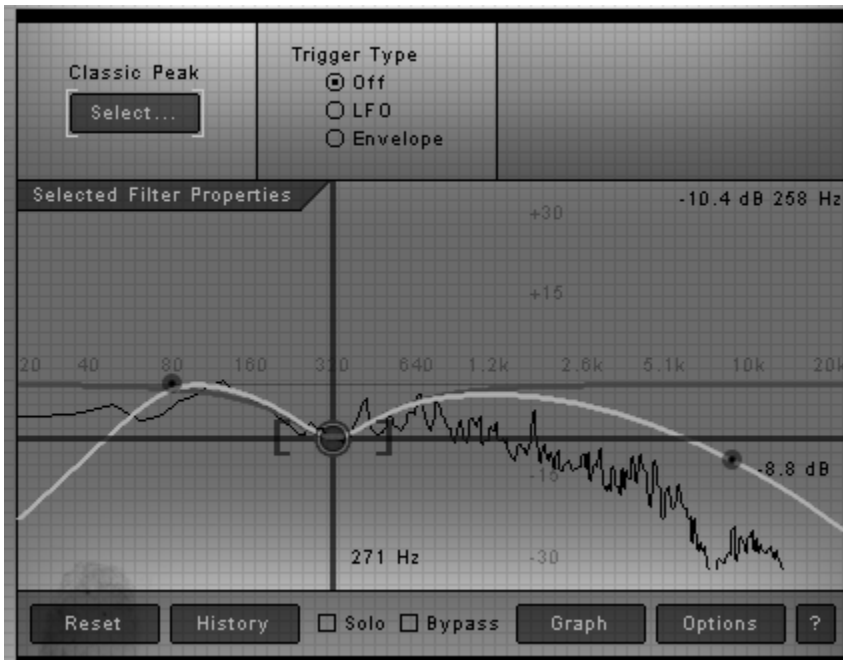 Classic Peak
Select...
Trigger Type
Off
LFO
Envelope
Selected Filter Properties
-10.4 dB 258 Hz
+30
+15
20 40 80 160 320 640 1.2k 2.6k 5.1k 10k 20k
-15
-8.8 dB
271 Hz
-30
Reset History Solo Bypass Graph Options ?